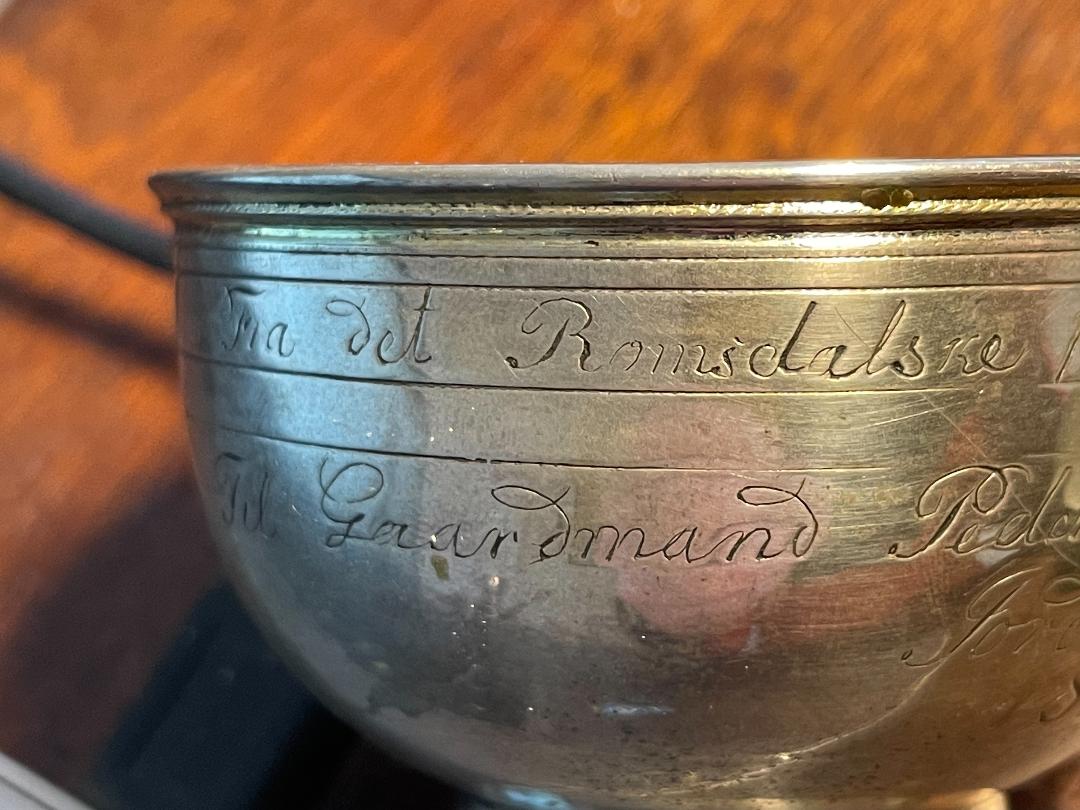 Fra det Romsdalske
Til Gaardmand